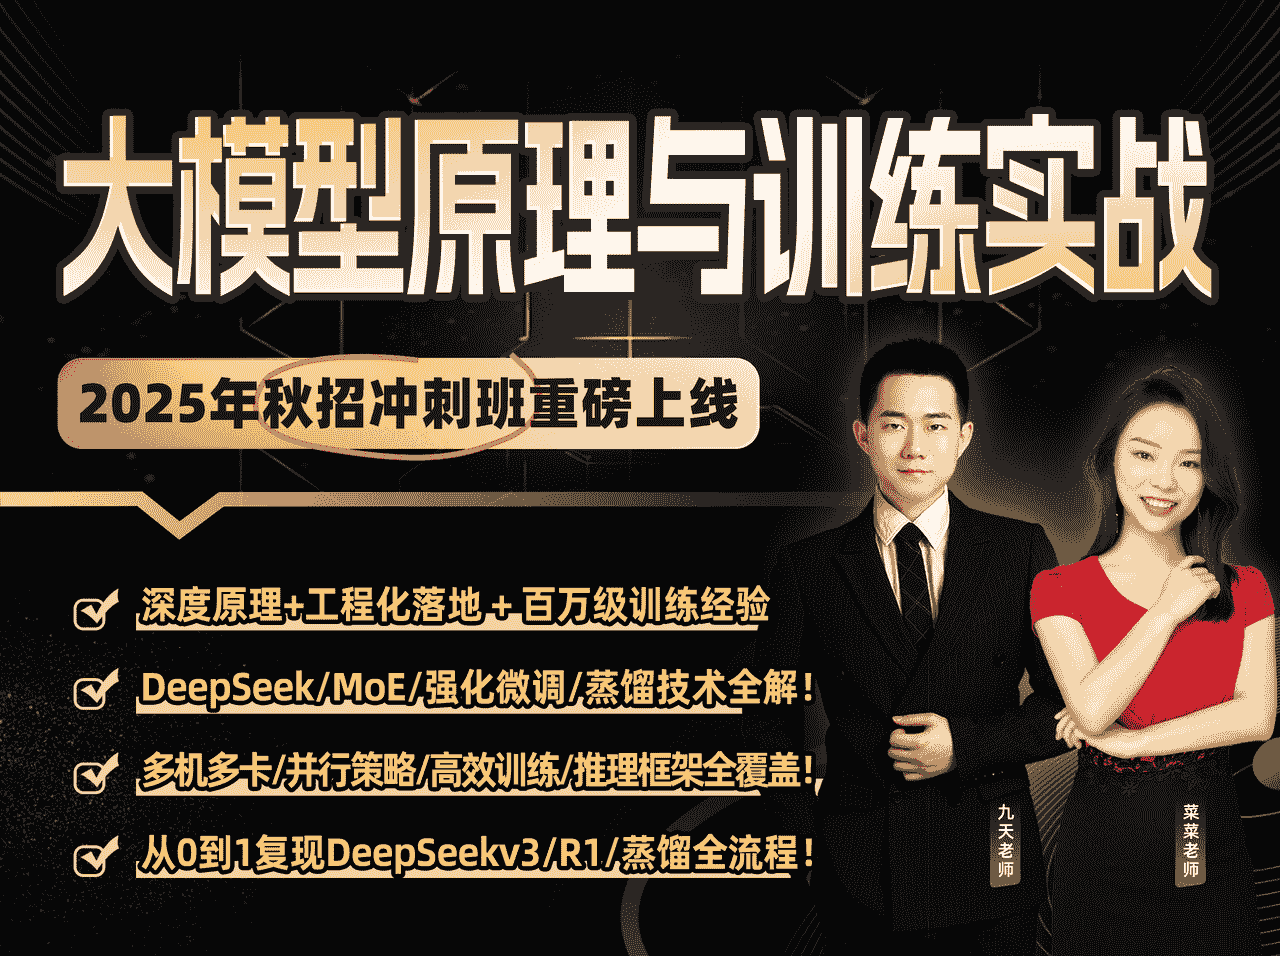 大模型原理与训练实战
2025年秋招冲刺班重磅上线
深度原理+工程化落地 + 百万级训练经验
DeepSeek/MoE/强化微调/蒸馏技术全解！
多机多卡/并行策略/高效训练/推理框架全覆盖！,
从0到1复现DeepSeekv3/R1/蒸馏全流程！
九天老师
菜菜老师